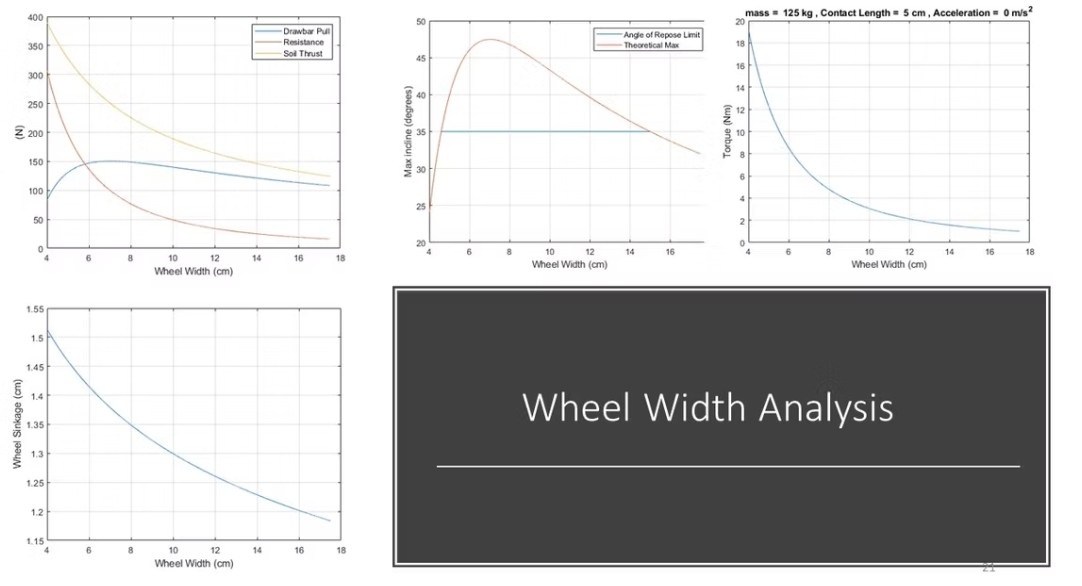 400
350
300
250
200
150
100
50
0
(N)
4 6 8 10 12 14 16 18
Wheel Width (cm)
Drawbar Pull
Resistance
Soil Thrust
50
45
40
35
30
25
20
Max incline (degrees)
4 6 8 10 12 14 16
Wheel Width (cm)
Angle of Repose Limit
Theoretical Max
mass = 125 kg , Contact Length = 5 cm , Acceleration = 0 m/s²
20
18
16
14
12
10
8
6
4
2
0
Torque (Nm)
4 6 8 10 12 14 16 18
Wheel Width (cm)
1.55
1.5
1.45
1.4
1.35
1.3
1.25
1.2
1.15
Wheel Sinkage (cm)
4 6 8 10 12 14 16 18
Wheel Width (cm)
Wheel Width Analysis
21